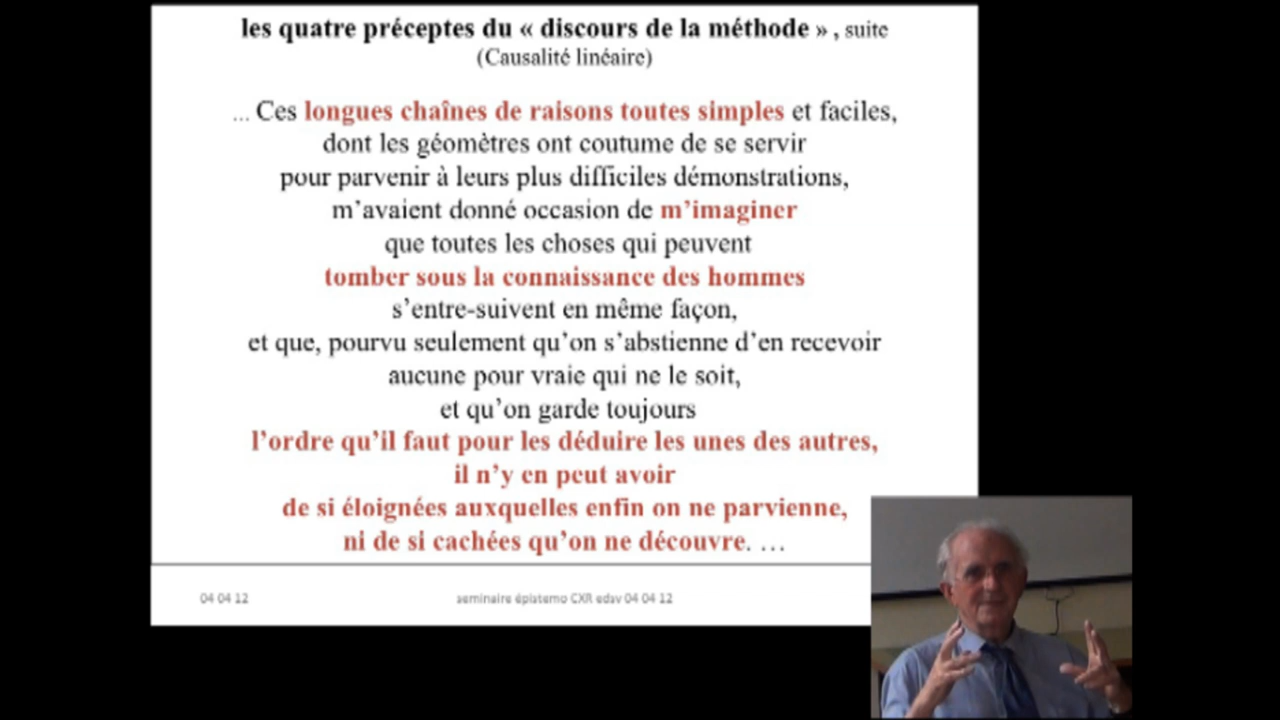 les quatre préceptes du « discours de la méthode » , suite
(Causalité linéaire)
... Ces longues chaînes de raisons toutes simples et faciles,
dont les géomètres ont coutume de se servir
pour parvenir à leurs plus difficiles démonstrations,
m’avaient donné occasion de m’imaginer
que toutes les choses qui peuvent
tomber sous la connaissance des hommes
s’entre-suivent en même façon,
et que, pourvu seulement qu’on s’abstienne d’en recevoir
aucune pour vraie qui ne le soit,
et qu’on garde toujours
l’ordre qu’il faut pour les déduire les unes des autres,
il n’y en peut avoir
de si éloignées auxquelles enfin on ne parvienne,
ni de si cachées qu’on ne découvre. …
04 04 12
seminaire épistemo CXR edsv 04 04 12